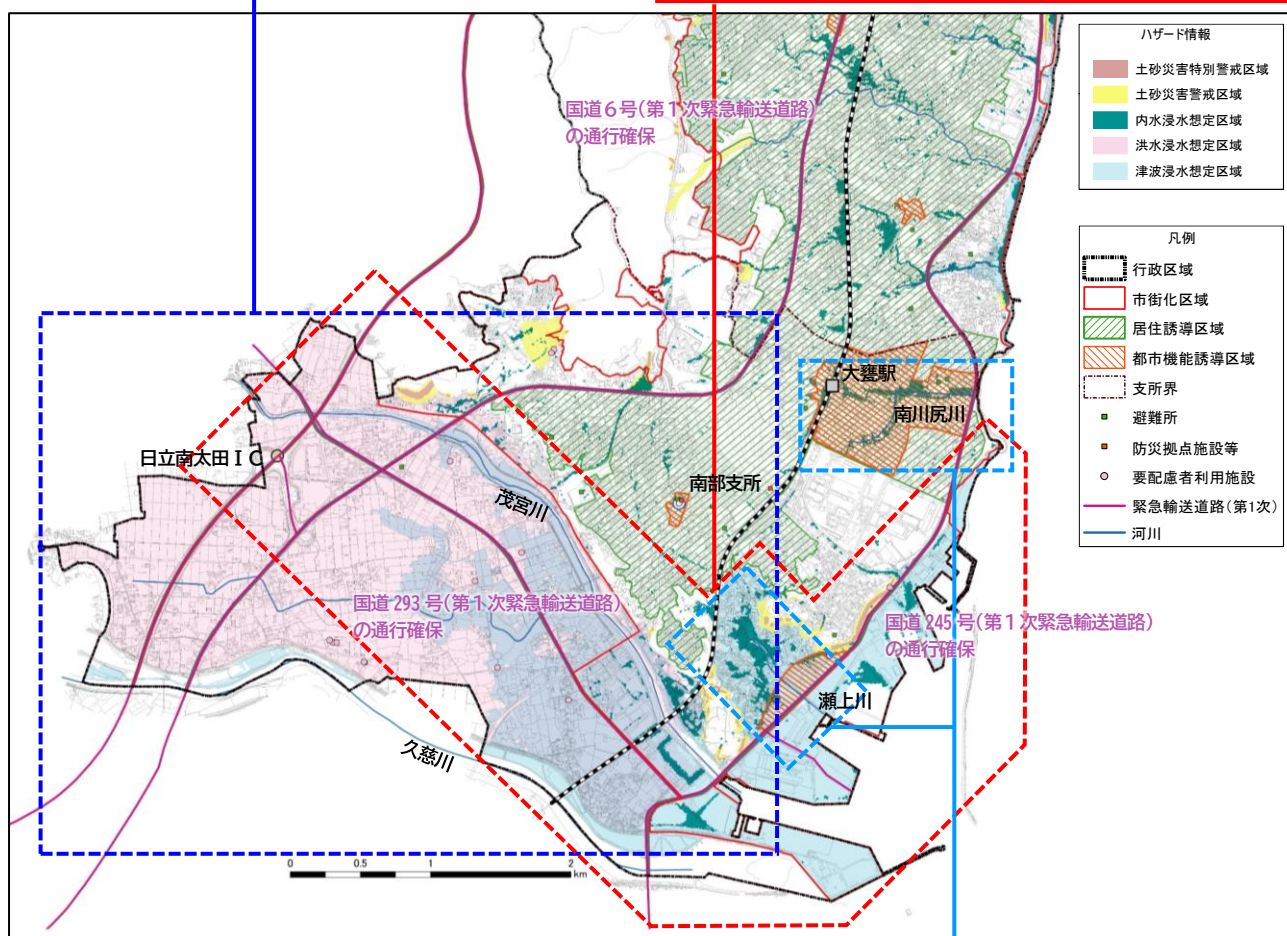 ハザード情報
土砂災害特別警戒区域
土砂災害警戒区域
内水浸水想定区域
洪水浸水想定区域
津波浸水想定区域
凡例
行政区域
市街化区域
居住誘導区域
都市機能誘導区域
支所界
避難所
防災拠点施設等
要配慮者利用施設
緊急輸送道路(第1次)
河川
国道6号(第1次緊急輸送道路)
の通行確保
大甕駅
南川尻川
日立南太田IC
南部支所
茂宮川
国道293号(第1次緊急輸送道路)
の通行確保
国道245号(第1次緊急輸送道路)
の通行確保
瀬上川
久慈川
0 0.5 1 2
km